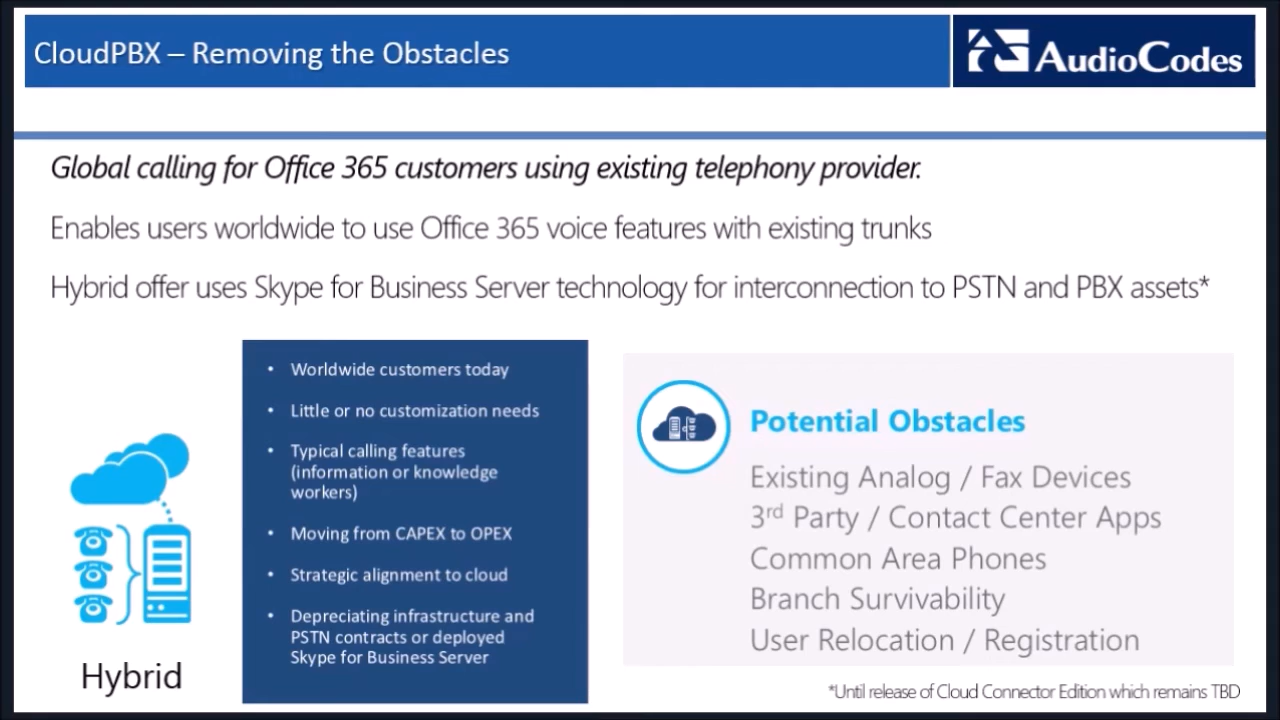 CloudPBX – Removing the Obstacles
AudioCodes
Global calling for Office 365 customers using existing telephony provider.
Enables users worldwide to use Office 365 voice features with existing trunks
Hybrid offer uses Skype for Business Server technology for interconnection to PSTN and PBX assets*
Hybrid
• Worldwide customers today
• Little or no customization needs
• Typical calling features
(information or knowledge
workers)
• Moving from CAPEX to OPEX
• Strategic alignment to cloud
• Depreciating infrastructure and
PSTN contracts or deployed
Skype for Business Server
Potential Obstacles
Existing Analog / Fax Devices
3rd Party / Contact Center Apps
Common Area Phones
Branch Survivability
User Relocation / Registration
*Until release of Cloud Connector Edition which remains TBD